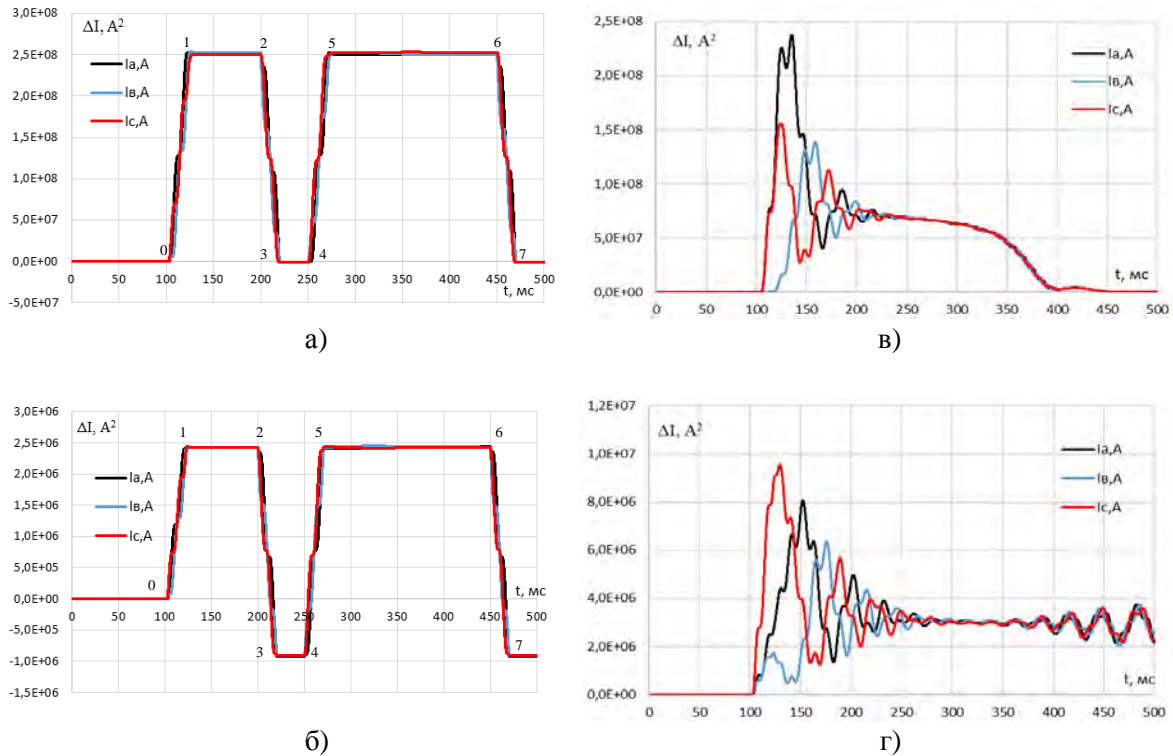 ΔI, A²
3,0E+08
2,5E+08
2,0E+08
1,5E+08
1,0E+08
5,0E+07
0,0E+00
-5,0E+07
1 2 5 6
Ia,A
Iв,A
Ic,A
0 3 4 7
t, мс
0 50 100 150 200 250 300 350 400 450 500
а)
ΔI, A²
2,5E+08
2,0E+08
1,5E+08
1,0E+08
5,0E+07
0,0E+00
Ia,A
Iв,A
Ic,A
t, мс
0 50 100 150 200 250 300 350 400 450 500
в)
ΔI, A²
3,0E+06
2,5E+06
2,0E+06
1,5E+06
1,0E+06
5,0E+05
0,0E+00
-5,0E+05
-1,0E+06
-1,5E+06
1 2 5 6
Ia,A
Iв,A
Ic,A
0
t, мс
0 50 100 150 200 250 300 350 400 450 500
3 4 7
б)
ΔI, A²
1,2E+07
1,0E+07
8,0E+06
6,0E+06
4,0E+06
2,0E+06
0,0E+00
Ia,A
Iв,A
Ic,A
t, мс
0 50 100 150 200 250 300 350 400 450 500
г)